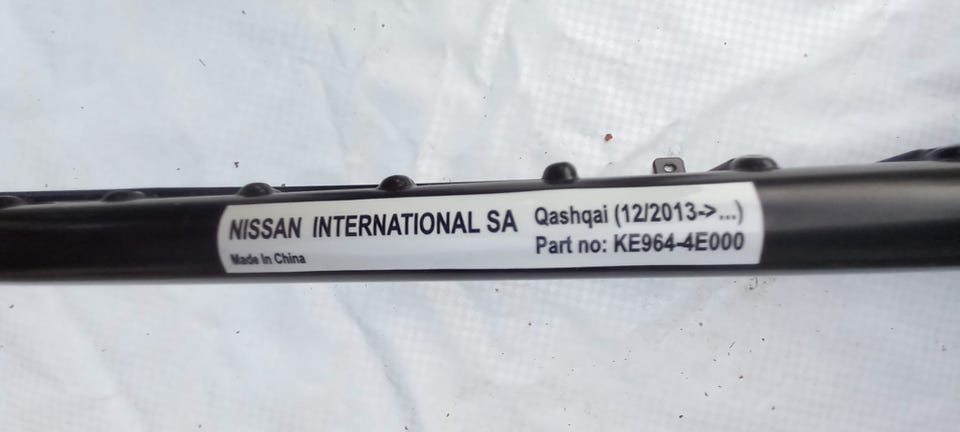 NISSAN INTERNATIONAL SA
Made In China
Qashqai (12/2013->...)
Part no: KE964-4E000